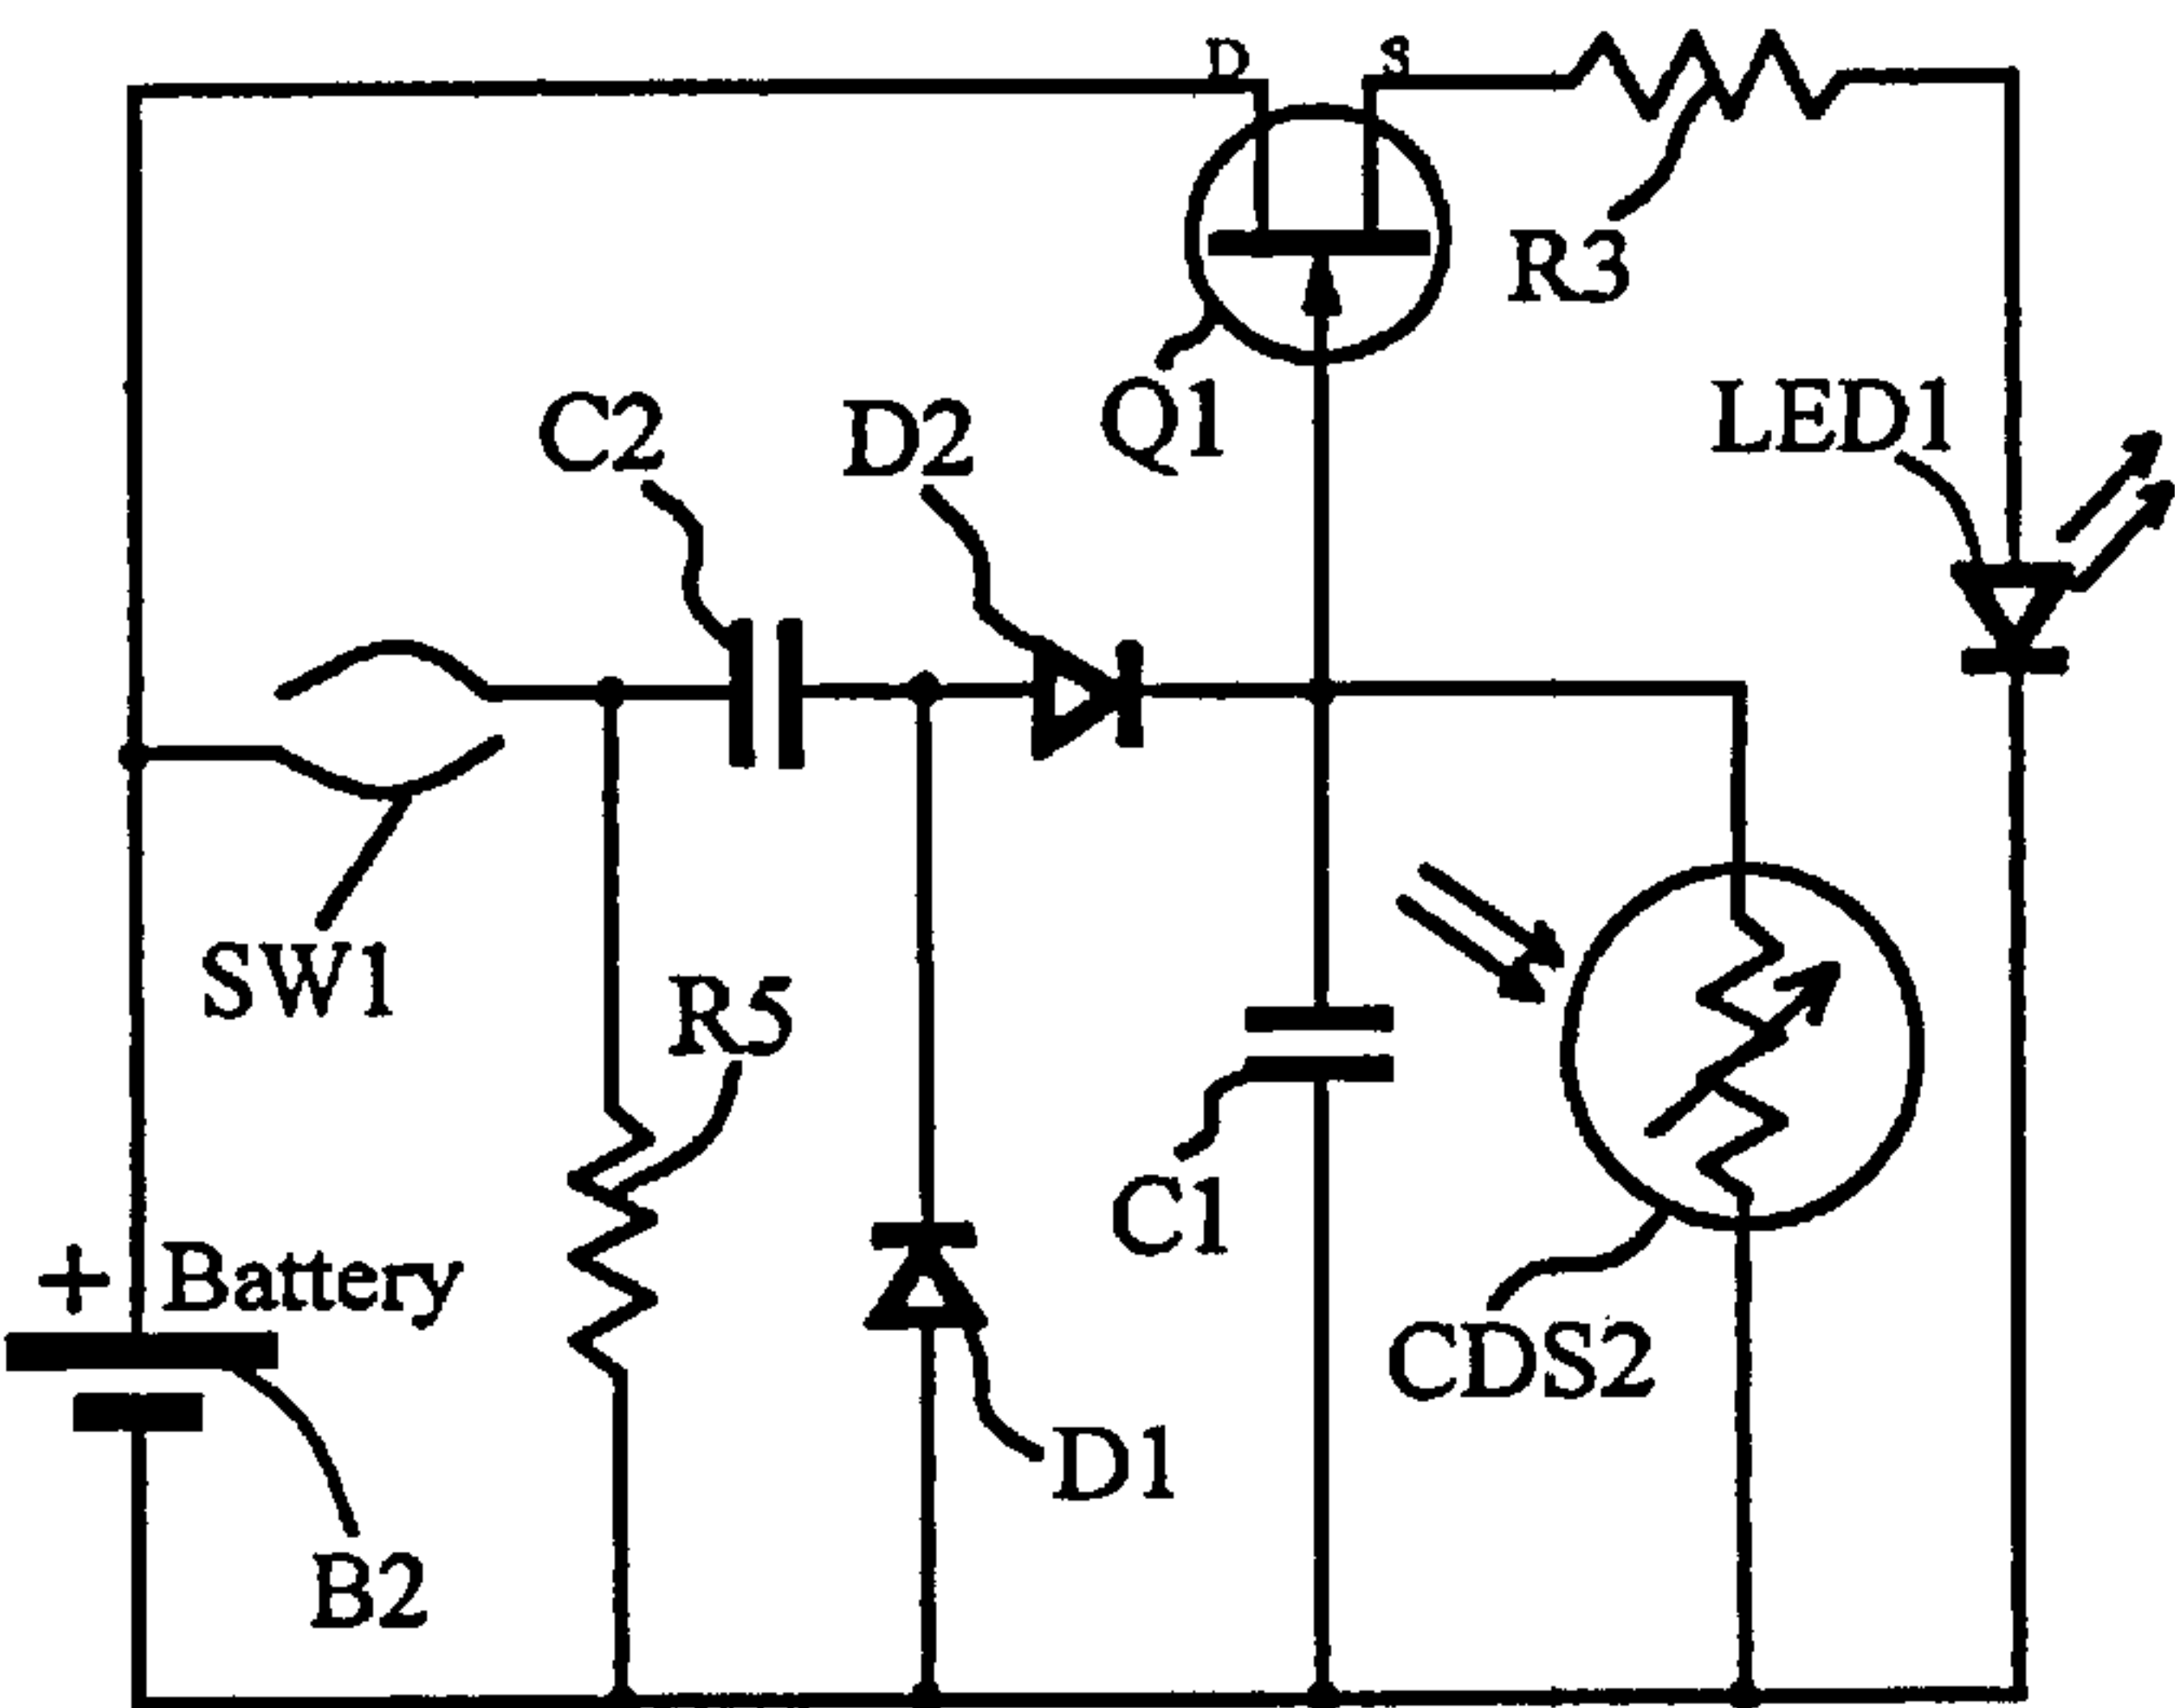 D
S
R3
C2
D2
Q1
LED1
SW1
R5
C1
+ Battery
CDS2
D1
B2